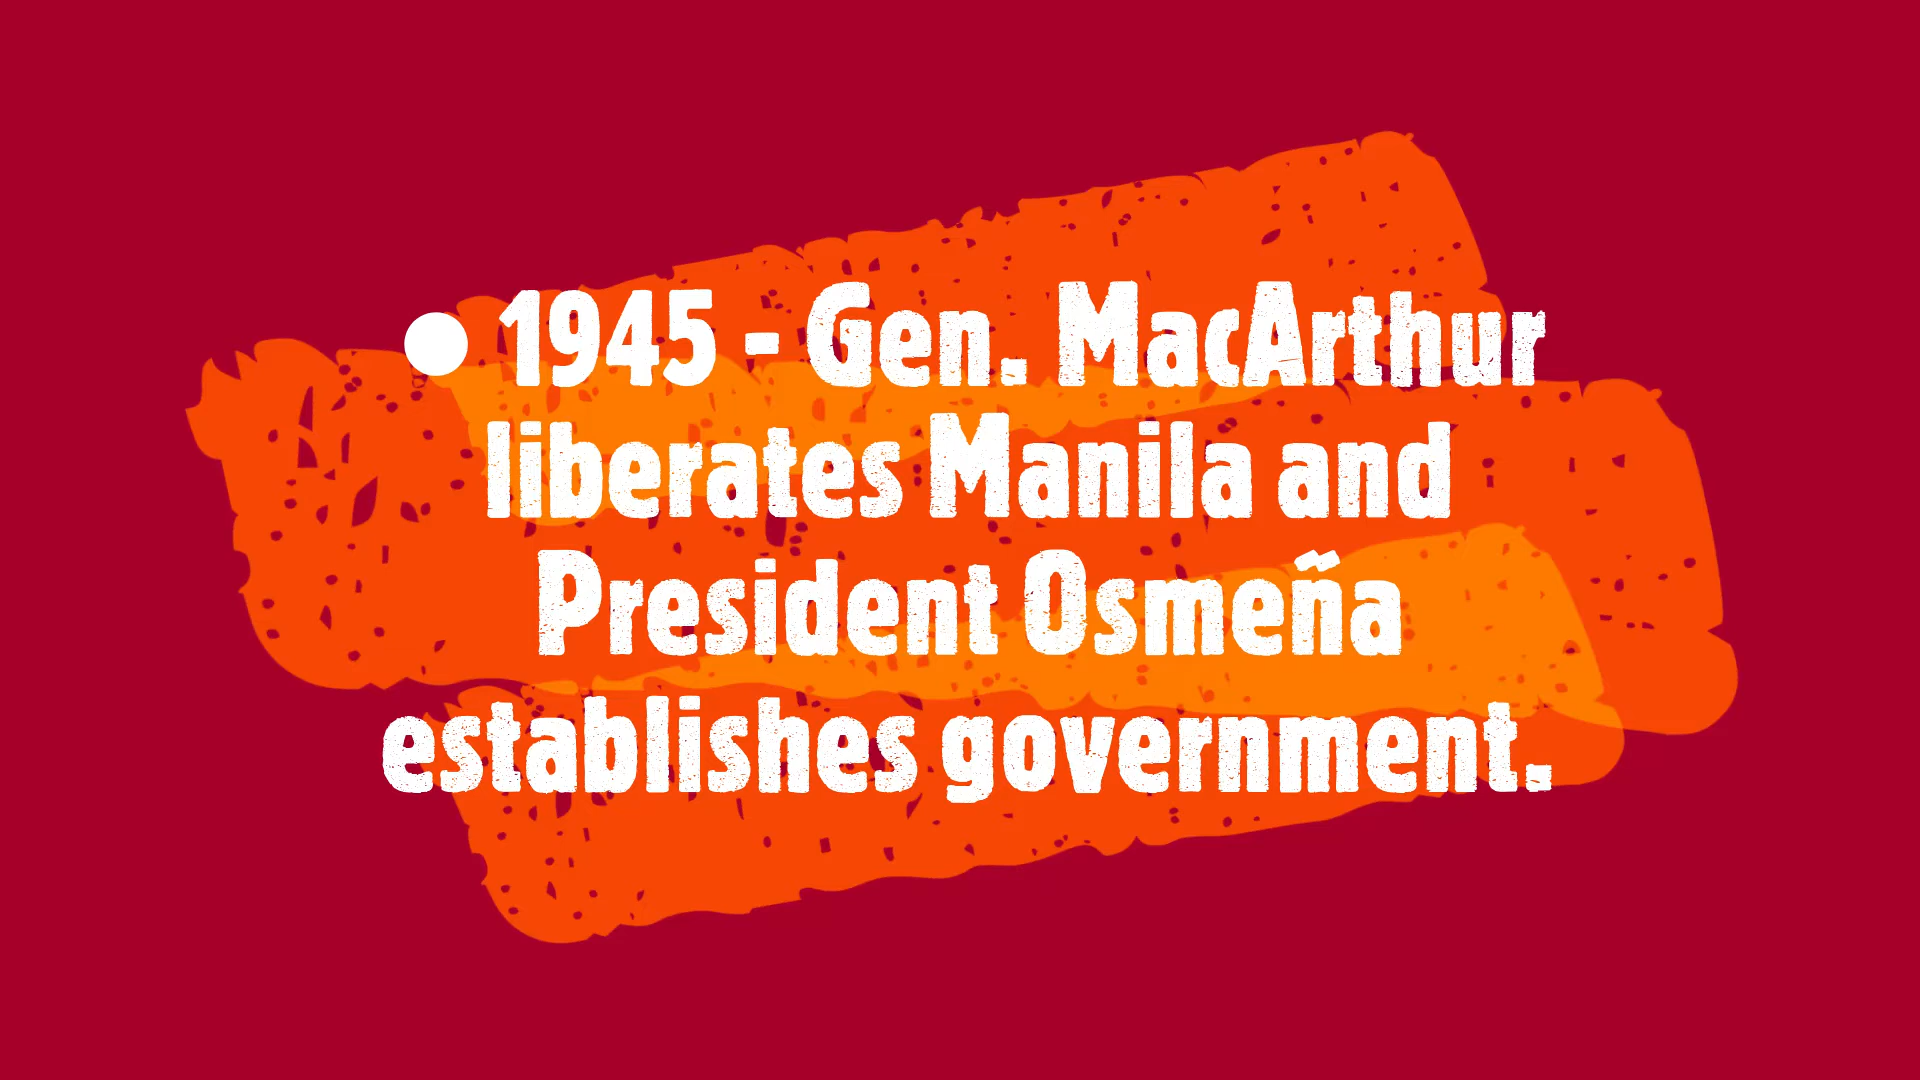 ● 1945 - Gen. MacArthur
liberates Manila and
President Osmeña
establishes government.